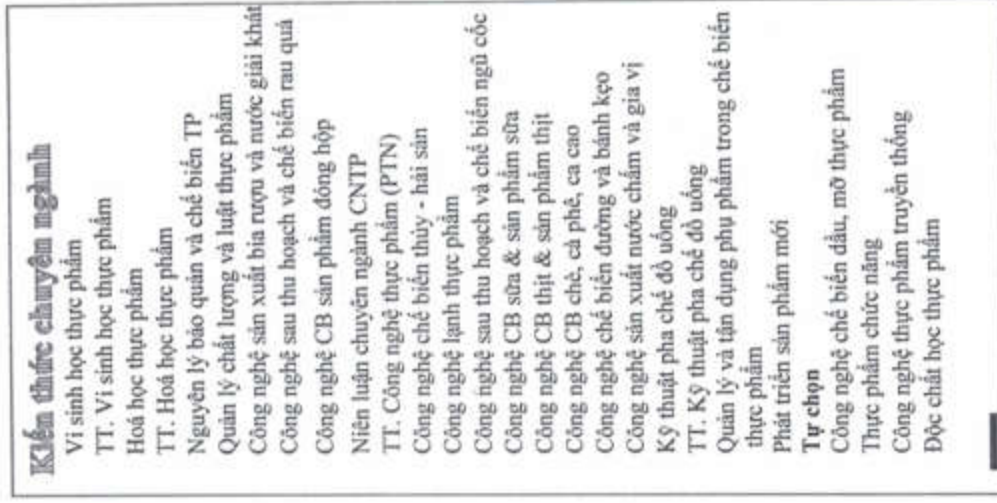 Kiến thức chuyên ngành
Vi sinh học thực phẩm
TT. Vi sinh học thực phẩm
Hoá học thực phẩm
TT. Hoá học thực phẩm
Nguyên lý bảo quản và chế biến TP
Quản lý chất lượng và luật thực phẩm
Công nghệ sản xuất bia rượu và nước giải khát
Công nghệ sau thu hoạch và chế biến rau quả
Công nghệ CB sản phẩm đóng hộp
Niên luận chuyên ngành CNTP
TT. Công nghệ thực phẩm (PTN)
Công nghệ chế biến thủy - hải sản
Công nghệ lạnh thực phẩm
Công nghệ sau thu hoạch và chế biến ngũ cốc
Công nghệ CB sữa & sản phẩm sữa
Công nghệ CB thịt & sản phẩm thịt
Công nghệ CB chè, cà phê, ca cao
Công nghệ chế biến đường và bánh kẹo
Công nghệ sản xuất nước chấm và gia vị
Kỹ thuật pha chế đồ uống
TT. Kỹ thuật pha chế đồ uống
Quản lý và tận dụng phụ phẩm trong chế biến
thực phẩm
Phát triển sản phẩm mới
Tự chọn
Công nghệ chế biến dầu, mỡ thực phẩm
Thực phẩm chức năng
Công nghệ thực phẩm truyền thống
Độc chất học thực phẩm